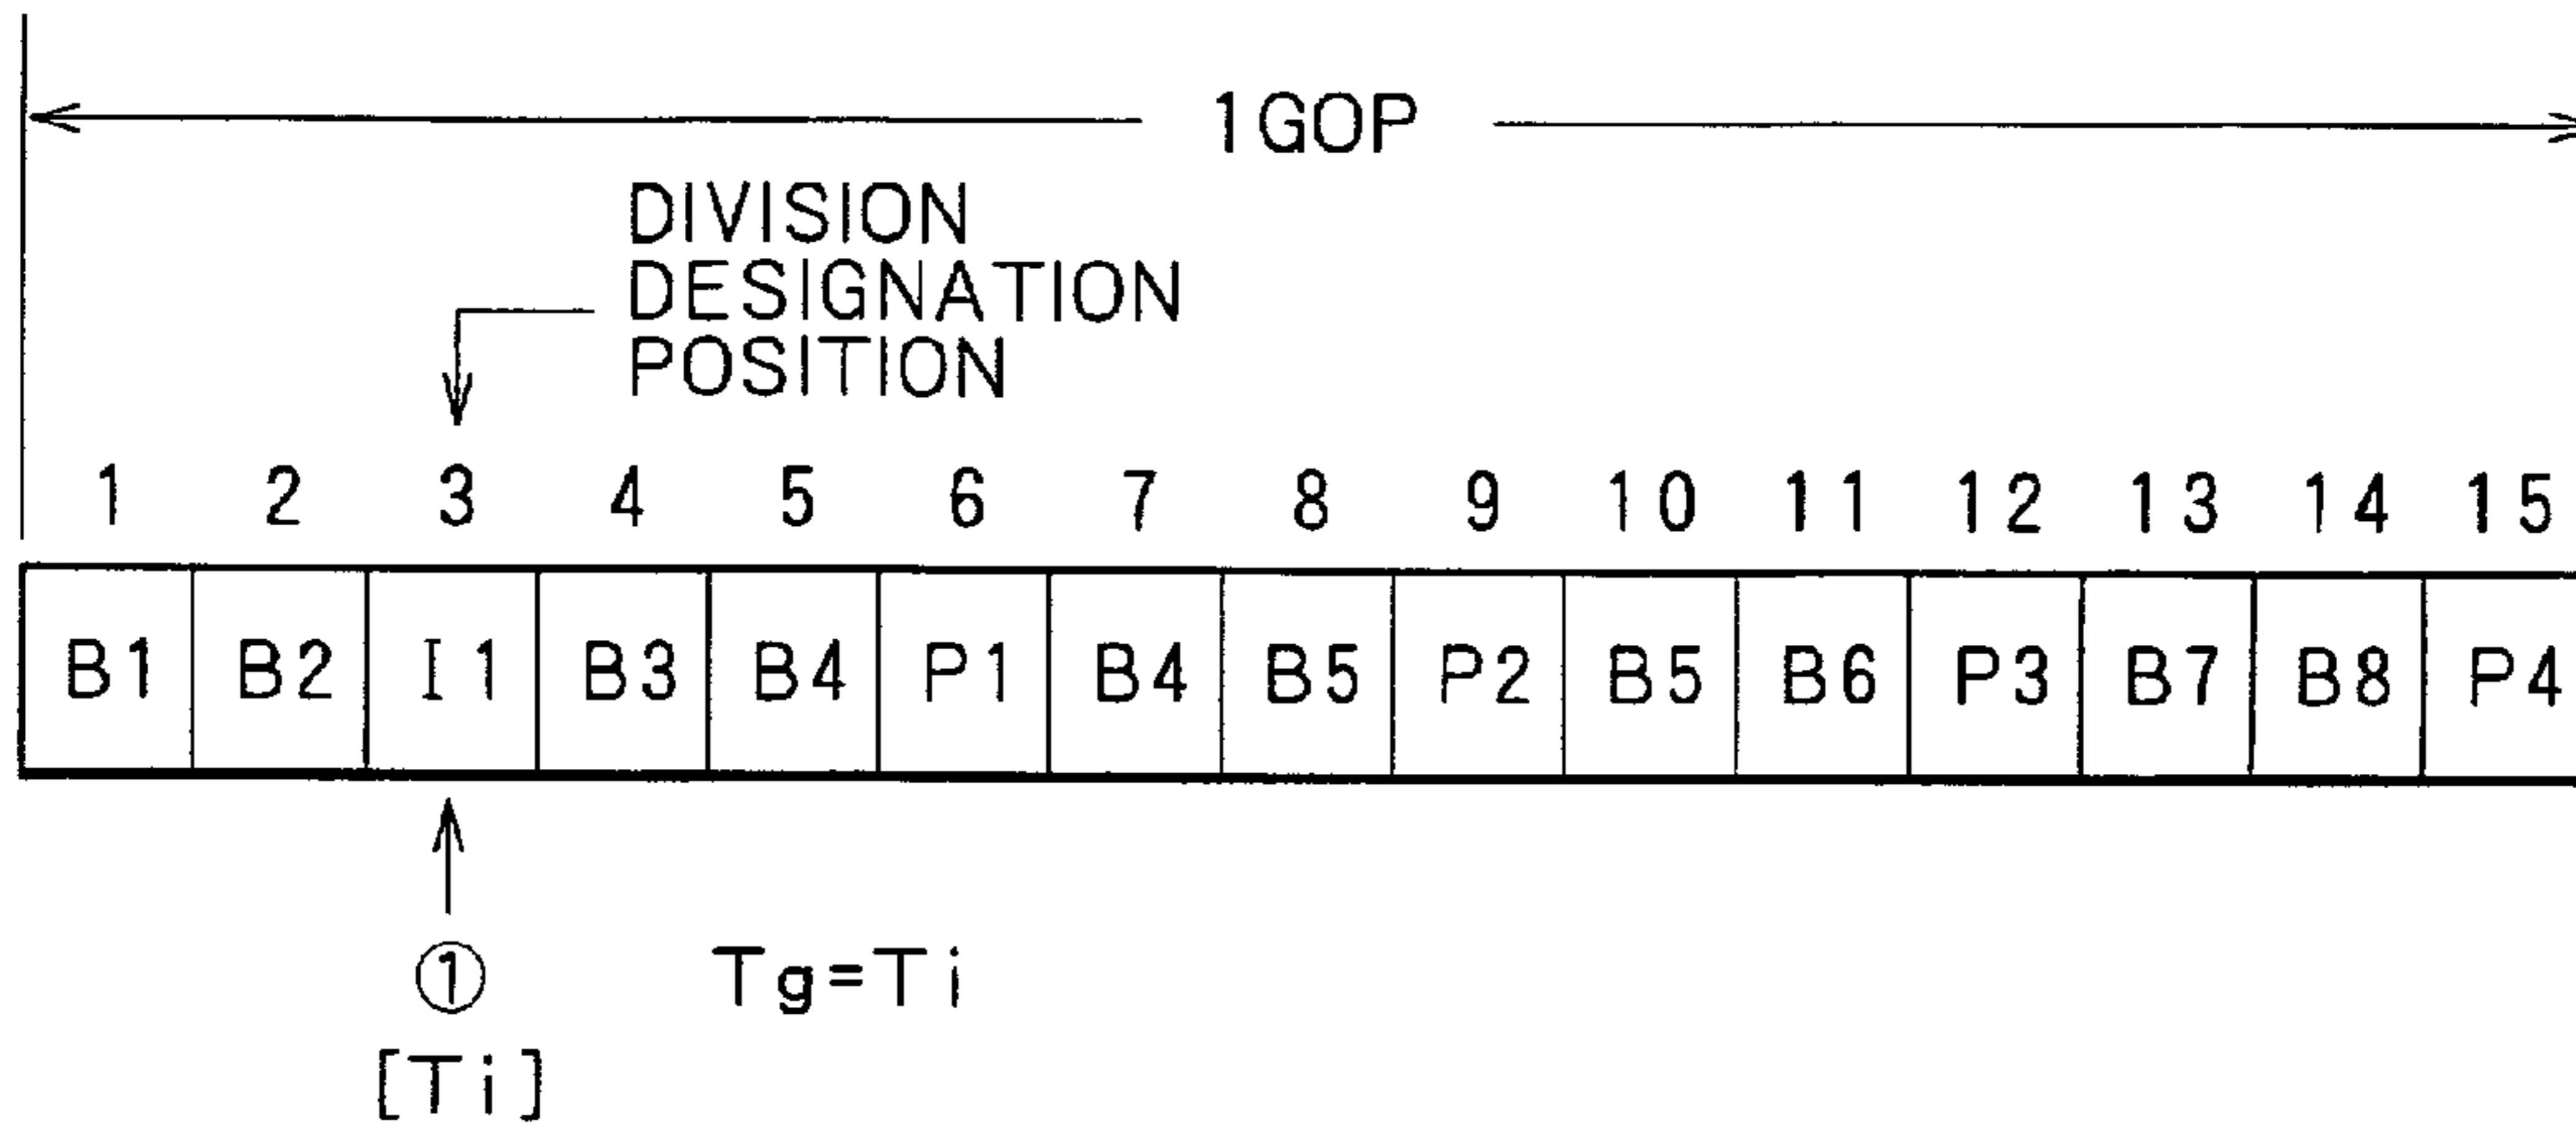 1GOP
DIVISION
DESIGNATION
POSITION
1 2 3 4 5 6 7 8 9 10 11 12 13 14 15
B1 B2 I1 B3 B4 P1 B4 B5 P2 B5 B6 P3 B7 B8 P4
① Tg=Ti
[Ti]